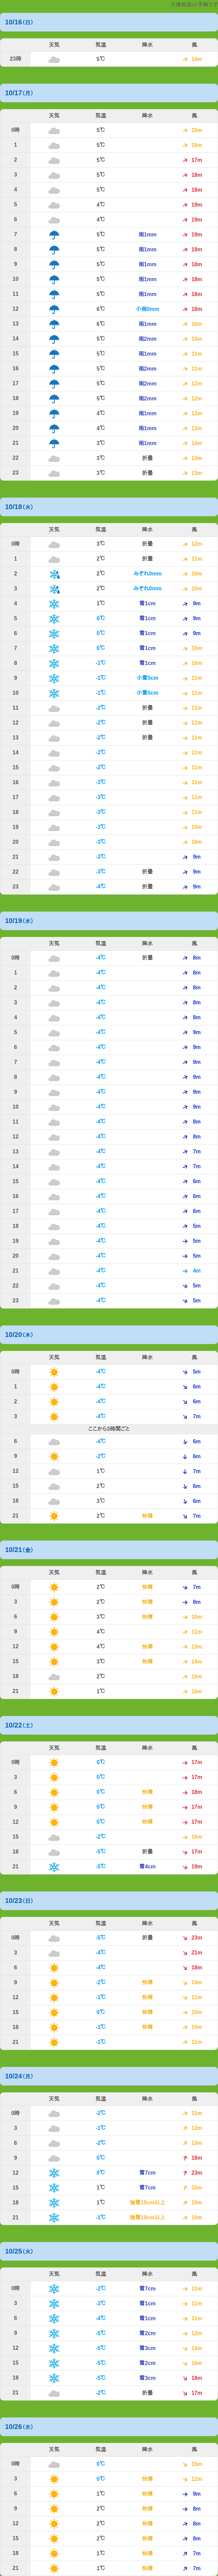 10/16(日)
天気 気温 降水 風
23時 5℃ 14m
10/17(月)
天気 気温 降水 風
0時 5℃ 15m
1 5℃ 16m
2 5℃ 17m
3 5℃ 18m
4 5℃ 18m
5 4℃ 19m
6 4℃ 19m
7 5℃ 雨1mm 19m
8 5℃ 雨1mm 19m
9 5℃ 雨1mm 18m
10 5℃ 雨1mm 18m
11 5℃ 雨1mm 18m
12 6℃ 小雨0mm 18m
13 6℃ 雨1mm 16m
14 5℃ 雨2mm 14m
15 5℃ 雨1mm 11m
16 5℃ 雨2mm 11m
17 5℃ 雨2mm 12m
18 5℃ 雨2mm 12m
19 4℃ 雨1mm 13m
20 4℃ 雨1mm 13m
21 3℃ 雨1mm 14m
22 3℃ 折曇 13m
23 3℃ 折曇 12m
10/18(火)
天気 気温 降水 風
0時 3℃ 折曇 12m
1 2℃ 折曇 11m
2 2℃ みぞれ0mm 10m
3 2℃ みぞれ0mm 10m
4 1℃ 雪1cm 9m
5 0℃ 雪1cm 9m
6 0℃ 雪1cm 9m
7 0℃ 雪1cm 10m
8 -1℃ 雪1cm 10m
9 -1℃ 小雪0cm 11m
10 -1℃ 小雪0cm 11m
11 -2℃ 折曇 11m
12 -2℃ 折曇 11m
13 -2℃ 折曇 11m
14 -2℃ 11m
15 -2℃ 11m
16 -3℃ 11m
17 -3℃ 11m
18 -3℃ 11m
19 -3℃ 10m
20 -3℃ 10m
21 -3℃ 9m
22 -3℃ 折曇 9m
23 -4℃ 折曇 9m
10/19(水)
天気 気温 降水 風
0時 -4℃ 折曇 8m
1 -4℃ 8m
2 -4℃ 8m
3 -4℃ 8m
4 -4℃ 8m
5 -4℃ 9m
6 -4℃ 9m
7 -4℃ 9m
8 -4℃ 9m
9 -4℃ 9m
10 -4℃ 9m
11 -4℃ 8m
12 -4℃ 8m
13 -4℃ 7m
14 -4℃ 7m
15 -4℃ 6m
16 -4℃ 6m
17 -4℃ 6m
18 -4℃ 5m
19 -4℃ 5m
20 -4℃ 5m
21 -4℃ 4m
22 -4℃ 5m
23 -4℃ 5m
10/20(木)
天気 気温 降水 風
0時 -4℃ 5m
1 -4℃ 6m
2 -4℃ 6m
3 -4℃ 7m
ここから3時間ごと
6 -4℃ 6m
9 -2℃ 6m
12 1℃ 7m
15 2℃ 6m
18 3℃ 6m
21 2℃ 快晴 7m
10/21(金)
天気 気温 降水 風
0時 2℃ 快晴 7m
3 2℃ 快晴 8m
6 3℃ 快晴 10m
9 4℃ 11m
12 4℃ 快晴 13m
15 3℃ 快晴 14m
18 2℃ 16m
21 1℃ 16m
10/22(土)
天気 気温 降水 風
0時 0℃ 17m
3 0℃ 17m
6 0℃ 快晴 18m
9 0℃ 快晴 17m
12 0℃ 快晴 17m
15 -2℃ 16m
18 -5℃ 折曇 17m
21 -5℃ 雪4cm 19m
10/23(日)
天気 気温 降水 風
0時 -5℃ 折曇 23m
3 -4℃ 21m
6 -4℃ 18m
9 -2℃ 快晴 14m
12 -1℃ 快晴 11m
15 0℃ 快晴 10m
18 -1℃ 快晴 10m
21 -1℃ 11m
10/24(月)
天気 気温 降水 風
0時 -2℃ 11m
3 -1℃ 12m
6 -2℃ 13m
9 0℃ 18m
12 0℃ 雪7cm 23m
15 1℃ 雪7cm 16m
18 1℃ 強雪10cm以上 10m
21 -1℃ 強雪10cm以上 10m
10/25(火)
天気 気温 降水 風
0時 -2℃ 雪7cm 11m
3 -3℃ 雪1cm 11m
6 -4℃ 雪1cm 11m
9 -5℃ 雪2cm 12m
12 -5℃ 雪3cm 14m
15 -5℃ 雪2cm 16m
18 -5℃ 雪3cm 18m
21 -2℃ 折曇 17m
10/26(水)
天気 気温 降水 風
0時 0℃ 15m
3 0℃ 快晴 12m
6 1℃ 快晴 9m
9 2℃ 快晴 8m
12 2℃ 快晴 8m
15 2℃ 快晴 8m
18 1℃ 快晴 7m
21 1℃ 快晴 7m